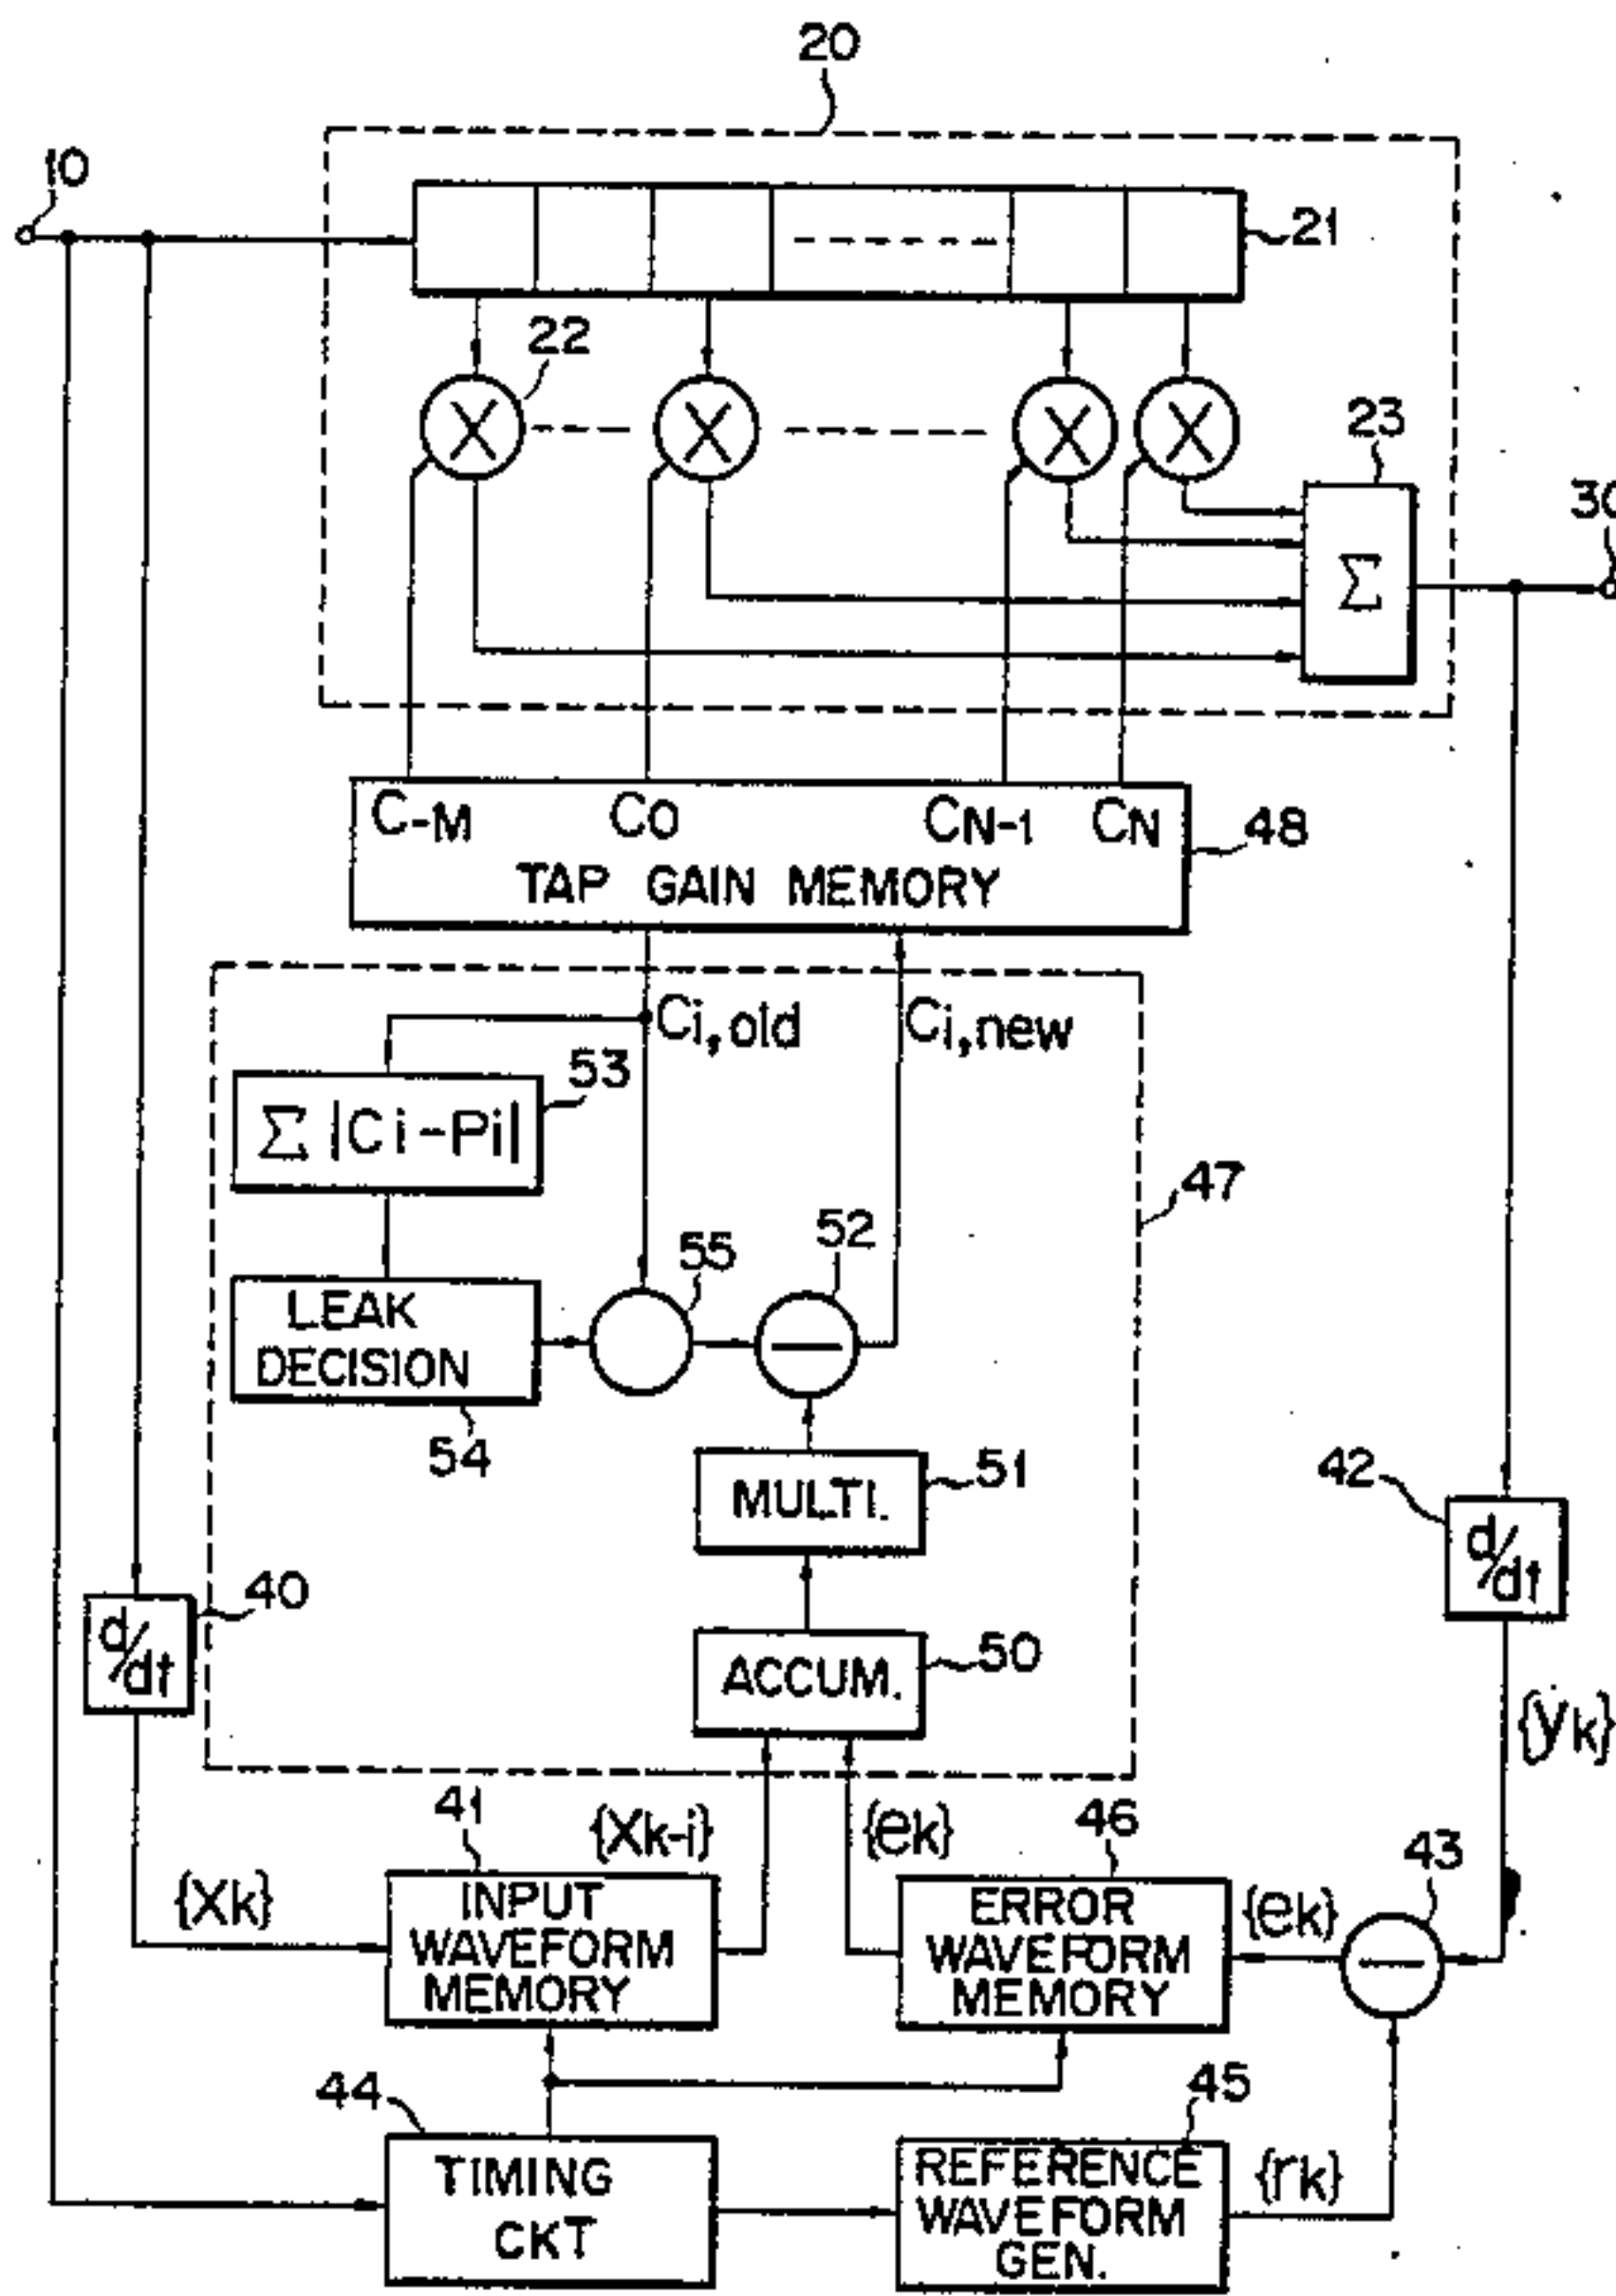 20
10
21
22
23
X X X X
30
Σ
C-M C0 CN-1 CN
48
TAP GAIN MEMORY
Ci,old
Ci,new
53
Σ |Ci-Pi|
47
52
55
LEAK
DECISION
54
51
MULTI.
42
d/dt
40
d/dt
50
ACCUM.
{yk}
41
{xk-i}
{ek}
46
43
{xk}
INPUT
WAVEFORM
MEMORY
ERROR
WAVEFORM
MEMORY
{ek}
44
45
TIMING
CKT
REFERENCE
WAVEFORM
GEN.
{rk}